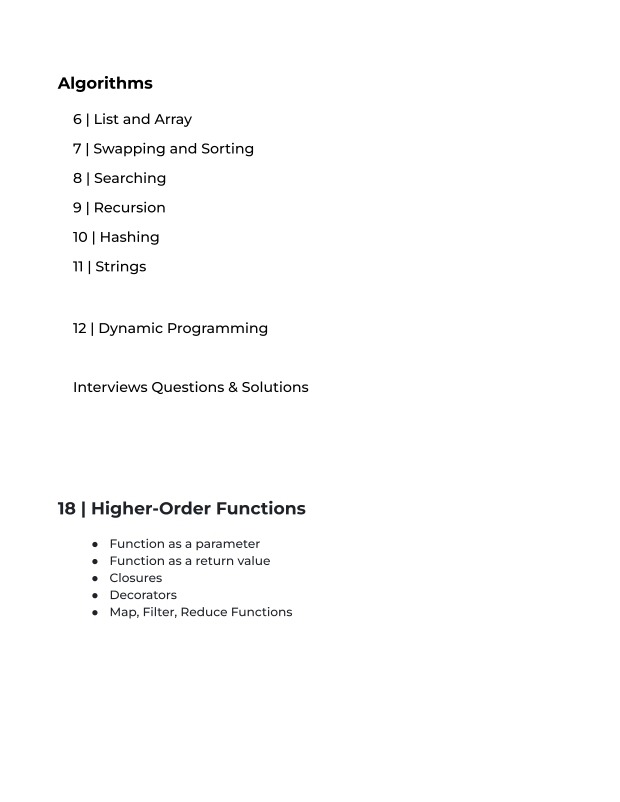 Algorithms
6 | List and Array
7 | Swapping and Sorting
8 | Searching
9 | Recursion
10 | Hashing
11 | Strings
12 | Dynamic Programming
Interviews Questions & Solutions
18 | Higher-Order Functions
● Function as a parameter
● Function as a return value
● Closures
● Decorators
● Map, Filter, Reduce Functions